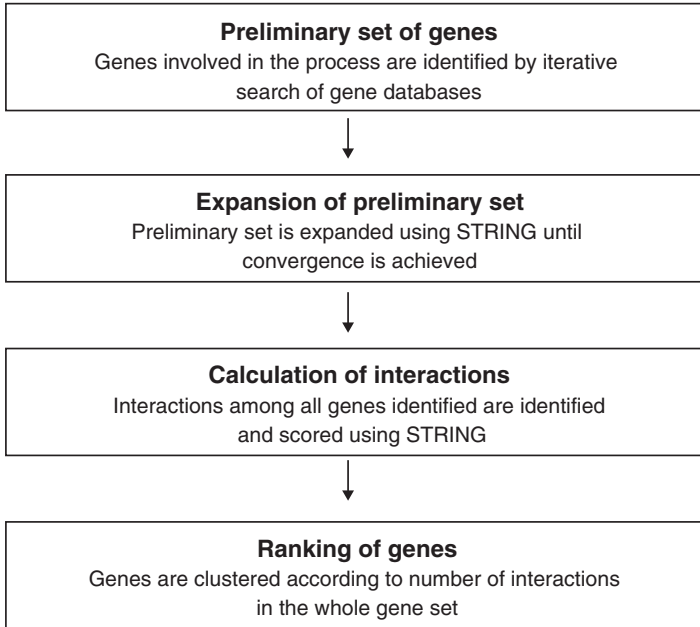 Preliminary set of genes
Genes involved in the process are identified by iterative
search of gene databases
Expansion of preliminary set
Preliminary set is expanded using STRING until
convergence is achieved
Calculation of interactions
Interactions among all genes identified are identified
and scored using STRING
Ranking of genes
Genes are clustered according to number of interactions
in the whole gene set